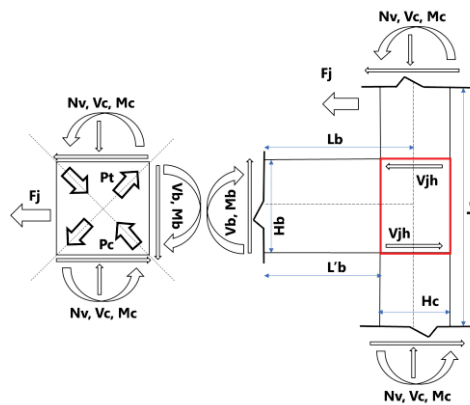 Nv, Vc, Mc
Fj
Lb
Nv, Vc, Mc
Fj
Pt
Pc
Vb, Mb
Vb, Mb
Hb
Vjh
Vjh
L'b
Hc
Nv, Vc, Mc
Nv, Vc, Mc